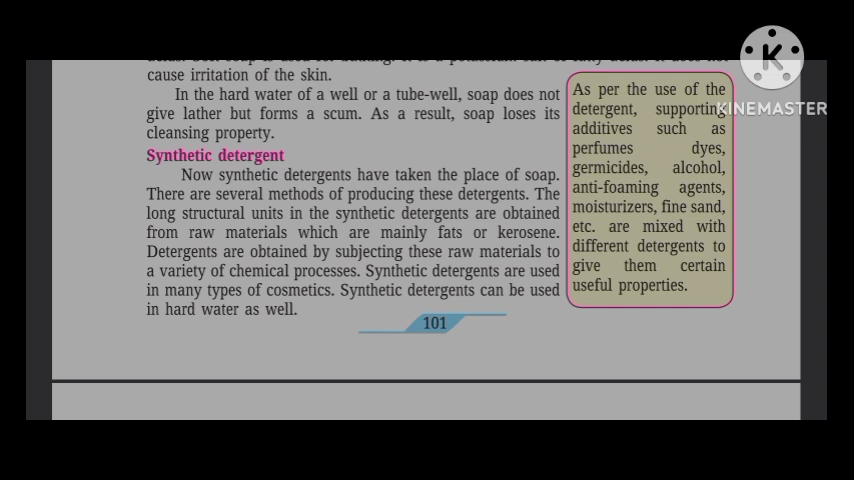 cause irritation of the skin.
In the hard water of a well or a tube-well, soap does not
give lather but forms a scum. As a result, soap loses its
cleansing property.
Synthetic detergent
Now synthetic detergents have taken the place of soap.
There are several methods of producing these detergents. The
long structural units in the synthetic detergents are obtained
from raw materials which are mainly fats or kerosene.
Detergents are obtained by subjecting these raw materials to
a variety of chemical processes. Synthetic detergents are used
in many types of cosmetics. Synthetic detergents can be used
in hard water as well.
As per the use of the
detergent, supporting
additives such as
perfumes dyes,
germicides, alcohol,
anti-foaming agents,
moisturizers, fine sand,
etc. are mixed with
different detergents to
give them certain
useful properties.
101
K
KINEMASTER